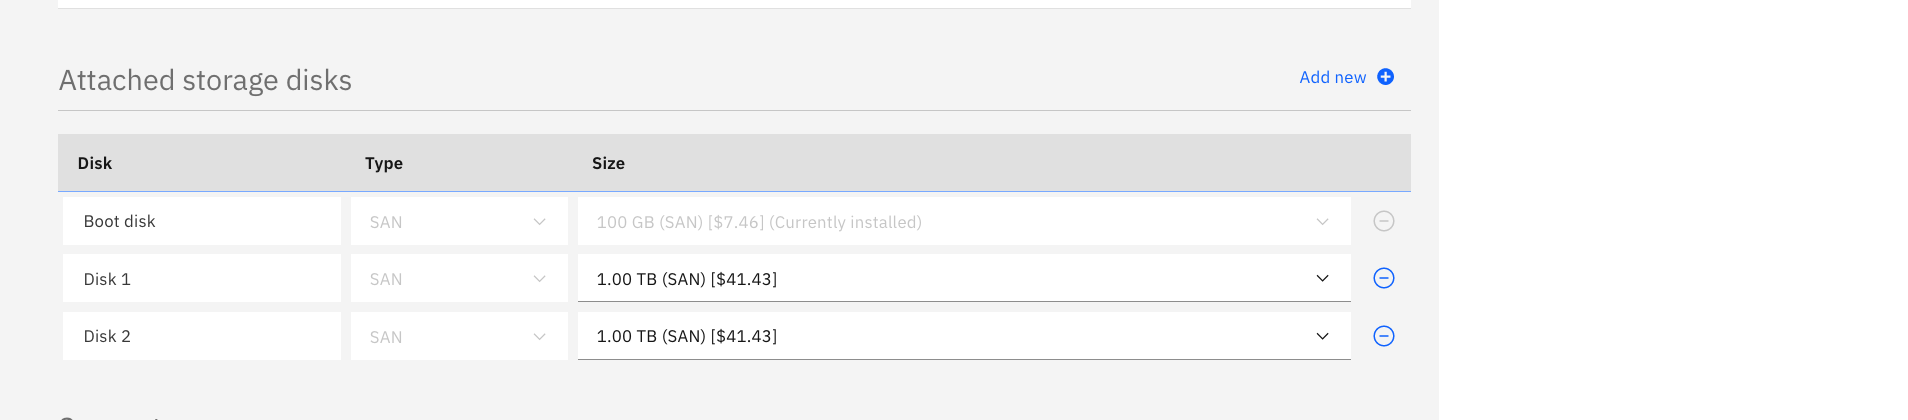 Attached storage disks
Add new
Disk Type Size
Boot disk SAN 100 GB (SAN) [$7.46] (Currently installed)
Disk 1 SAN 1.00 TB (SAN) [$41.43]
Disk 2 SAN 1.00 TB (SAN) [$41.43]